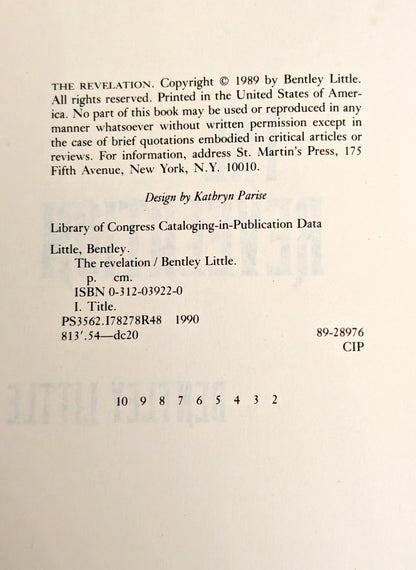 THE REVELATION. Copyright © 1989 by Bentley Little.
All rights reserved. Printed in the United States of Amer-
ica. No part of this book may be used or reproduced in any
manner whatsoever without written permission except in
the case of brief quotations embodied in critical articles or
reviews. For information, address St. Martin's Press, 175
Fifth Avenue, New York, N.Y. 10010.
Design by Kathryn Parise
Library of Congress Cataloging-in-Publication Data
Little, Bentley.
The revelation / Bentley Little.
p. cm.
ISBN 0-312-03922-0
I. Title.
PS3562.I78278R48 1990
813'.54—dc20 89-28976
CIP
10 9 8 7 6 5 4 3 2